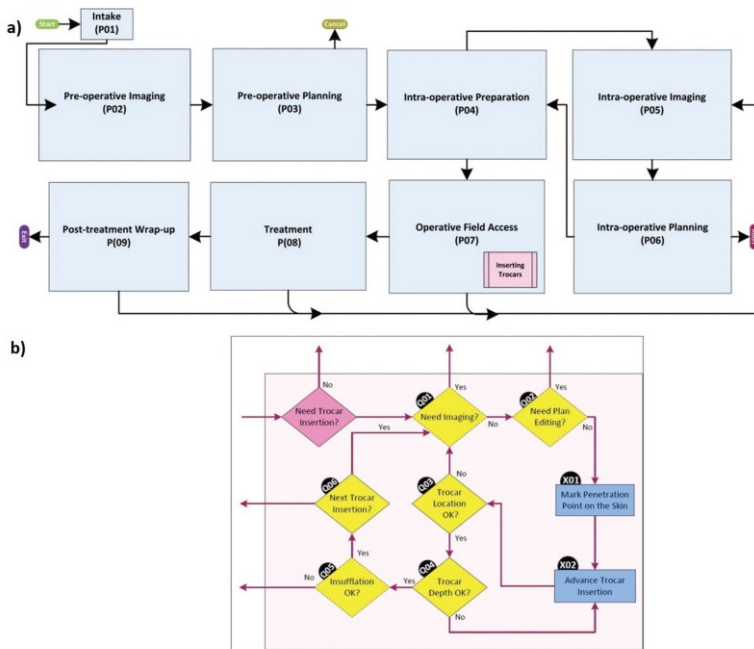 a)
Start
Intake
(P01)
Cancel
Pre-operative Imaging
(P02)
Pre-operative Planning
(P03)
Intra-operative Preparation
(P04)
Intra-operative Imaging
(P05)
Exit
Post-treatment Wrap-up
P(09)
Treatment
P(08)
Operative Field Access
(P07)
Inserting
Trocars
Intra-operative Planning
(P06)
b)
No
Yes
Yes
Need Trocar
Insertion?
Q01
Need Imaging?
No
Q02
Need Plan
Editing?
No
Yes
Q06
Next Trocar
Insertion?
No
Q03
Trocar
Location
OK?
X01
Mark Penetration
Point on the Skin
Yes
Yes
Q05
Insufflation
OK?
No
Yes
Q04
Trocar
Depth OK?
No
X02
Advance Trocar
Insertion